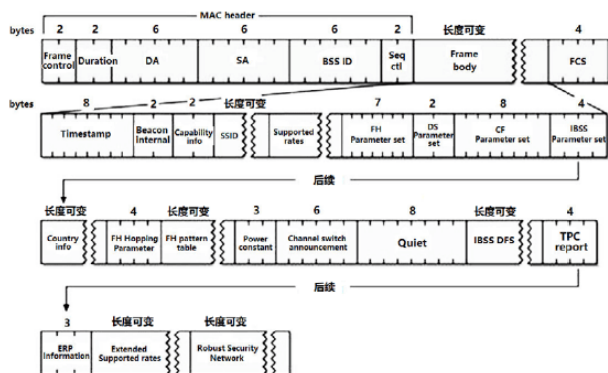 MAC header
bytes 2 2 6 6 6 2 长度可变 4
Frame control Duration DA SA BSS ID Seq ctl Frame body FCS
bytes 8 2 2 长度可变 7 2 8 4
Timestamp Beacon internal Capability info SSID Supported rates FH Parameter set DS Parameter set CF Parameter set IBSS Parameter set
后续
长度可变 4 长度可变 3 6 8 长度可变 4
Country info FH Hopping Parameter FH pattern table Power constant Channel switch announcement Quiet IBSS DFS TPC report
后续
3 长度可变 长度可变
ERP Information Extended Supported rates Robust Security Network